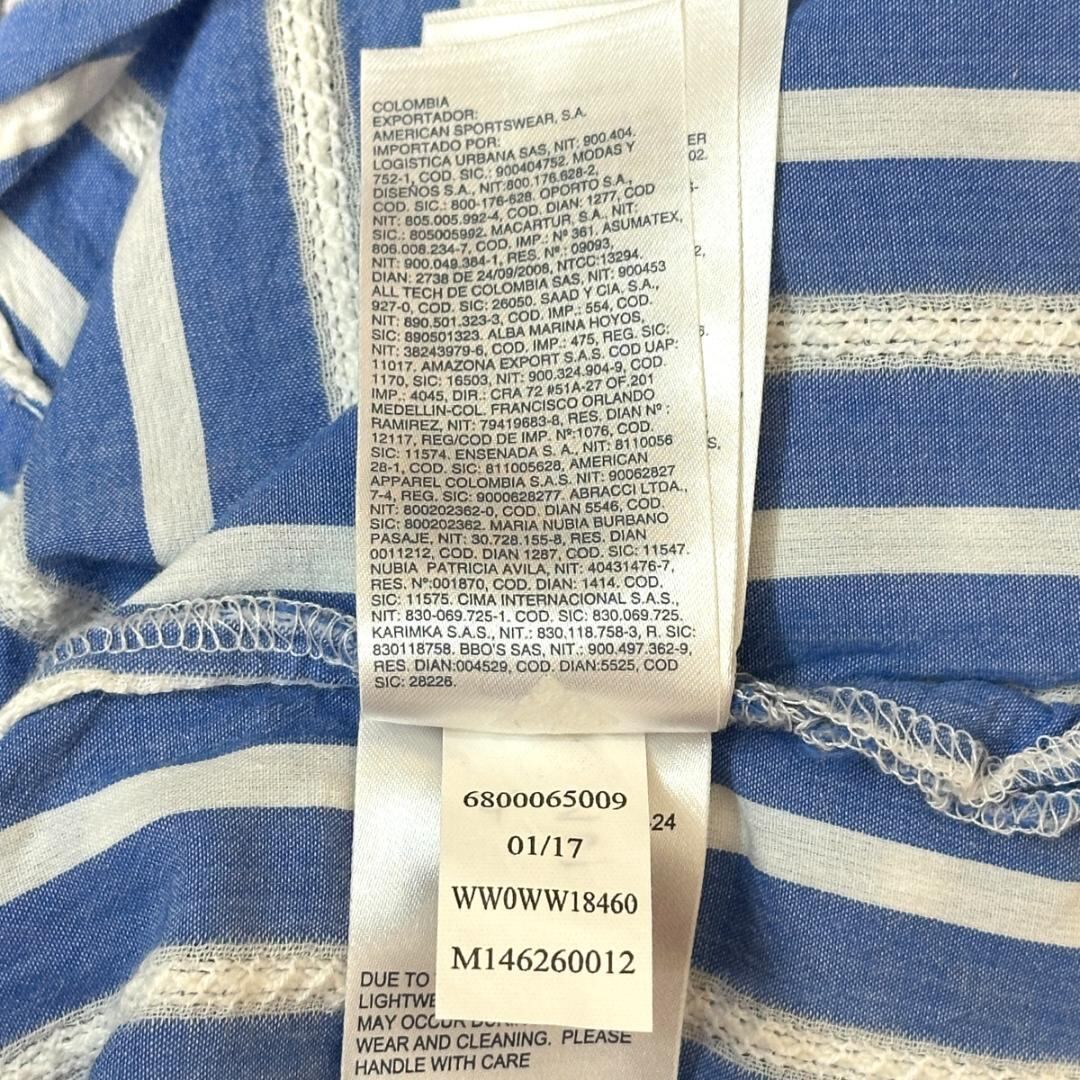 COLOMBIA
EXPORTADOR:
AMERICAN SPORTSWEAR, S.A.
IMPORTADO POR:
LOGISTICA URBANA SAS, NIT: 900.404.
752-1, COD. SIC.: 900404752. MODAS Y
DISEÑOS S.A., NIT:800.176.628-2,
COD. SIC.: 800-176-628. OPORTO S.A.,
NIT: 805.005.992-4, COD. DIAN: 1277, COD
SIC.: 805005992. MACARTUR, S.A., NIT:
806.008.234-7, COD. IMP.: Nº 361. ASUMATEX,
NIT: 900.049.384-1, RES. Nº.: 09093,
DIAN: 2738 DE 24/09/2008, NTCC:13294.
ALL TECH DE COLOMBIA SAS, NIT: 900453
927-0, COD. SIC: 26050. SAAD Y CIA, S.A.,
NIT: 890.501.323-3, COD. IMP.: 554, COD.
SIC: 890501323. ALBA MARINA HOYOS,
NIT: 38243979-6, COD. IMP.: 475, REG. SIC:
11017. AMAZONA EXPORT S.A.S. COD UAP:
1170, SIC: 16503, NIT: 900.324.904-9, COD.
IMP.: 4045, DIR.: CRA 72 #51A-27 OF.201
MEDELLIN-COL. FRANCISCO ORLANDO
RAMIREZ, NIT: 79419683-8, RES. DIAN Nº :
12117, REG/COD DE IMP. Nº:1076, COD.
SIC: 11574. ENSENADA S. A., NIT: 8110056
28-1, COD. SIC: 811005628, AMERICAN
APPAREL COLOMBIA S.A.S. NIT: 90062827
7-4, REG. SIC: 9000628277. ABRACCI LTDA.,
NIT: 800202362-0, COD. DIAN 5546, COD.
SIC: 800202362. MARIA NUBIA BURBANO
PASAJE, NIT: 30.728.155-8, RES. DIAN
0011212, COD. DIAN 1287, COD. SIC: 11547.
NUBIA PATRICIA AVILA, NIT: 40431476-7,
RES. Nº:001870, COD. DIAN: 1414. COD.
SIC: 11575. CIMA INTERNACIONAL S.A.S.,
NIT: 830-069.725-1. COD. SIC: 830.069.725.
KARIMKA S.A.S., NIT.: 830.118.758-3, R. SIC:
830118758. BBO'S SAS, NIT.: 900.497.362-9,
RES. DIAN:004529, COD. DIAN:5525, COD
SIC: 28226.
ER
02.
2,
S,
6800065009
01/17
WW0WW18460
M146260012
-24
DUE TO
LIGHTWE
MAY OCCUR
WEAR AND CLEANING. PLEASE
HANDLE WITH CARE